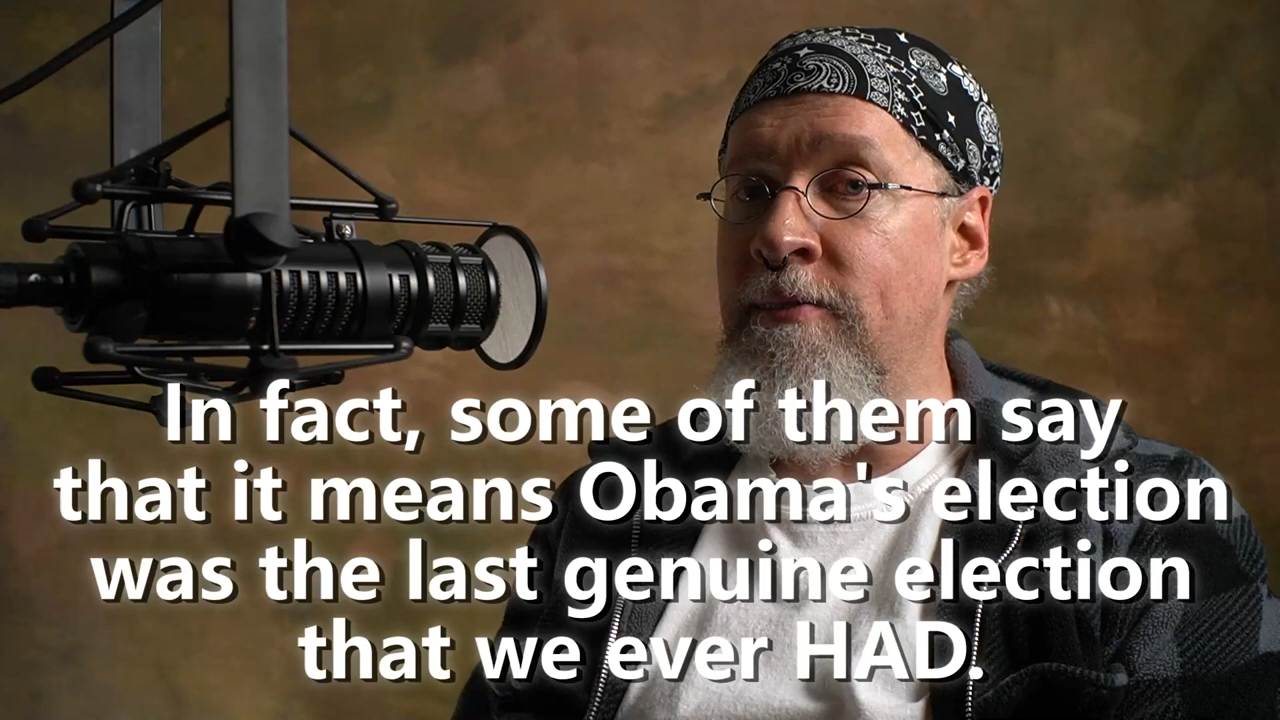 In fact, some of them say
that it means Obama's election
was the last genuine election
that we ever HAD.